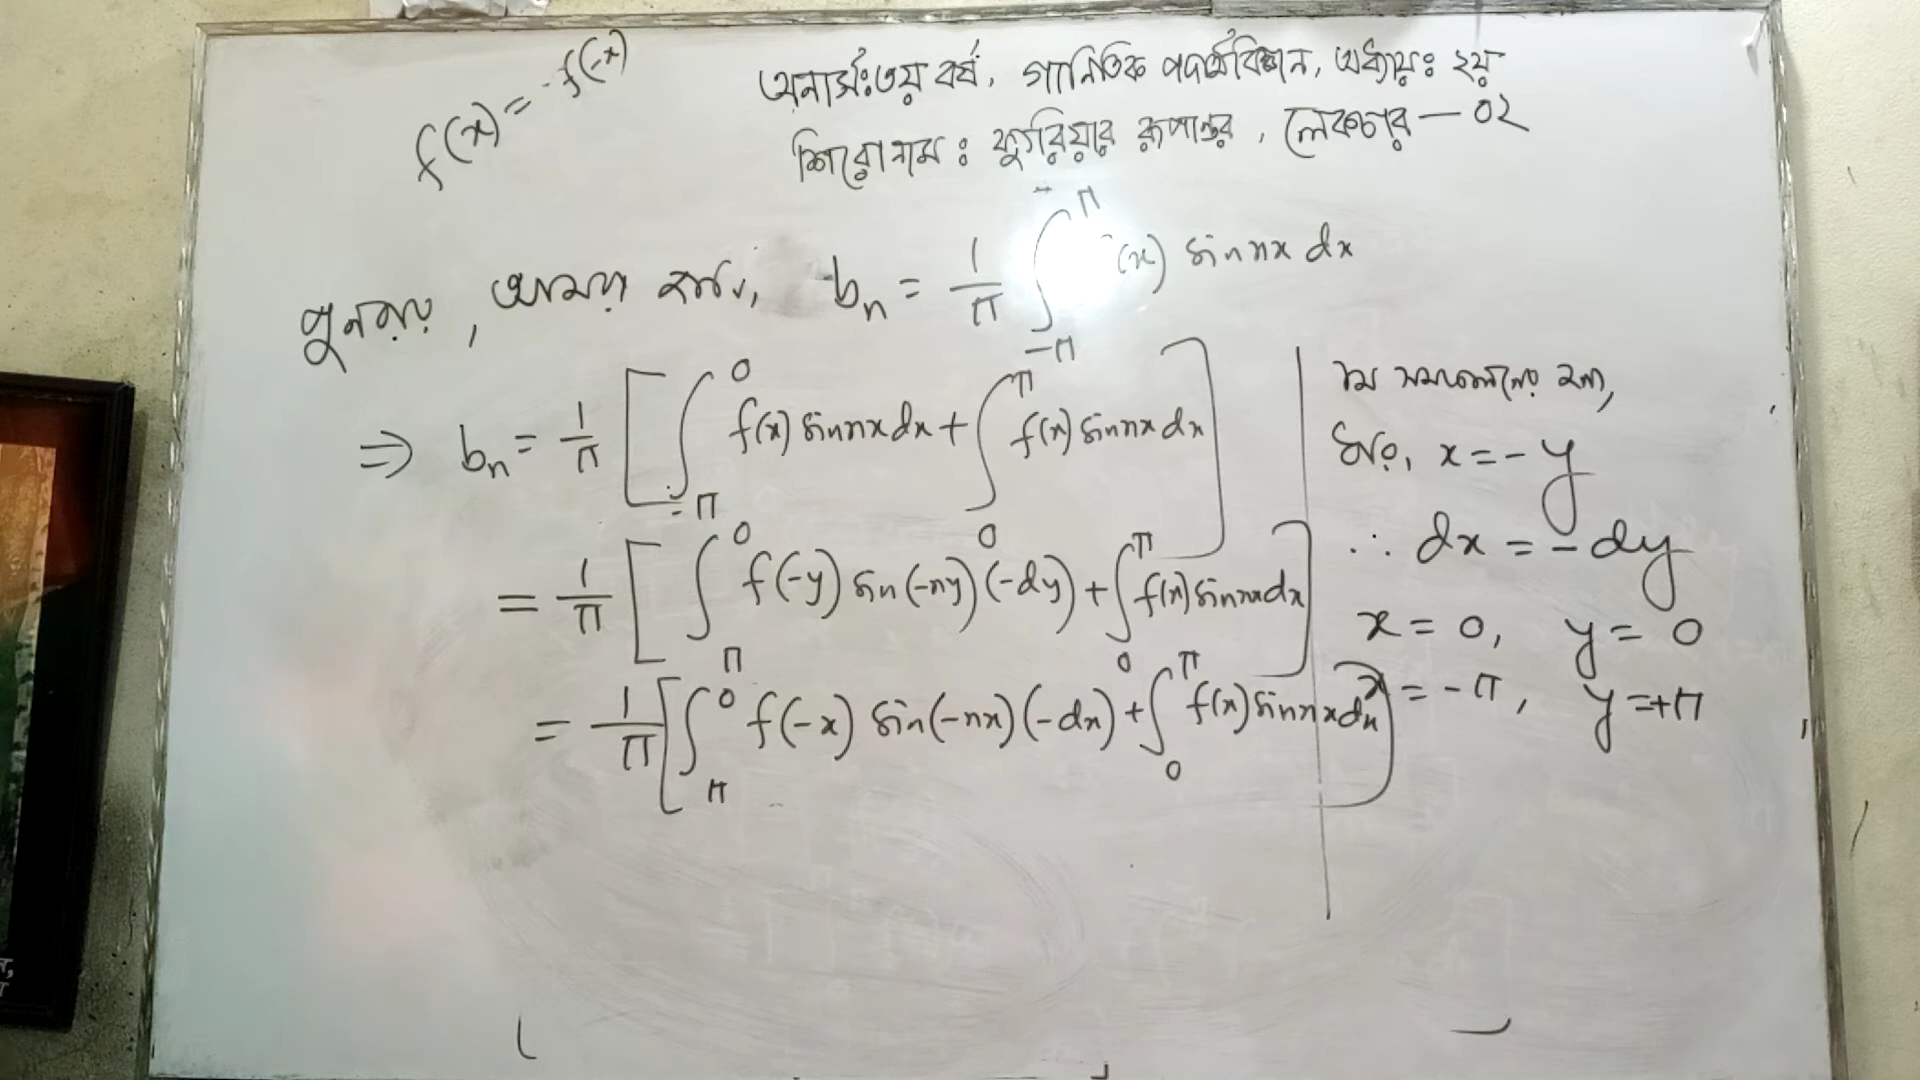 f(x) = -f(-x)
অনার্স: ৩য় বর্ষ, গানিতিক পদার্থবিজ্ঞান, অধ্যায়ঃ ২য়
শিরোনাম : ফুরিয়ার রূপান্তর, লেকচার - ০২
পুনরায়, আমরা জানি, bₙ = 1/π ∫_{-π}^{π} (x) sin nx dx
⇒ bₙ = 1/π [ ∫_{-π}^{0} f(x) sin nx dx + ∫_{0}^{π} f(x) sin nx dx ]
= 1/π [ ∫_{π}^{0} f(-y) sin(-ny)(-dy) + ∫_{0}^{π} f(x) sin nx dx ]
= 1/π [ ∫_{π}^{0} f(-x) sin(-nx)(-dx) + ∫_{0}^{π} f(x) sin nx dx ]
১ম
ধরি, x = -y
∴ dx = -dy
x = 0, y = 0
x = -π, y = +π